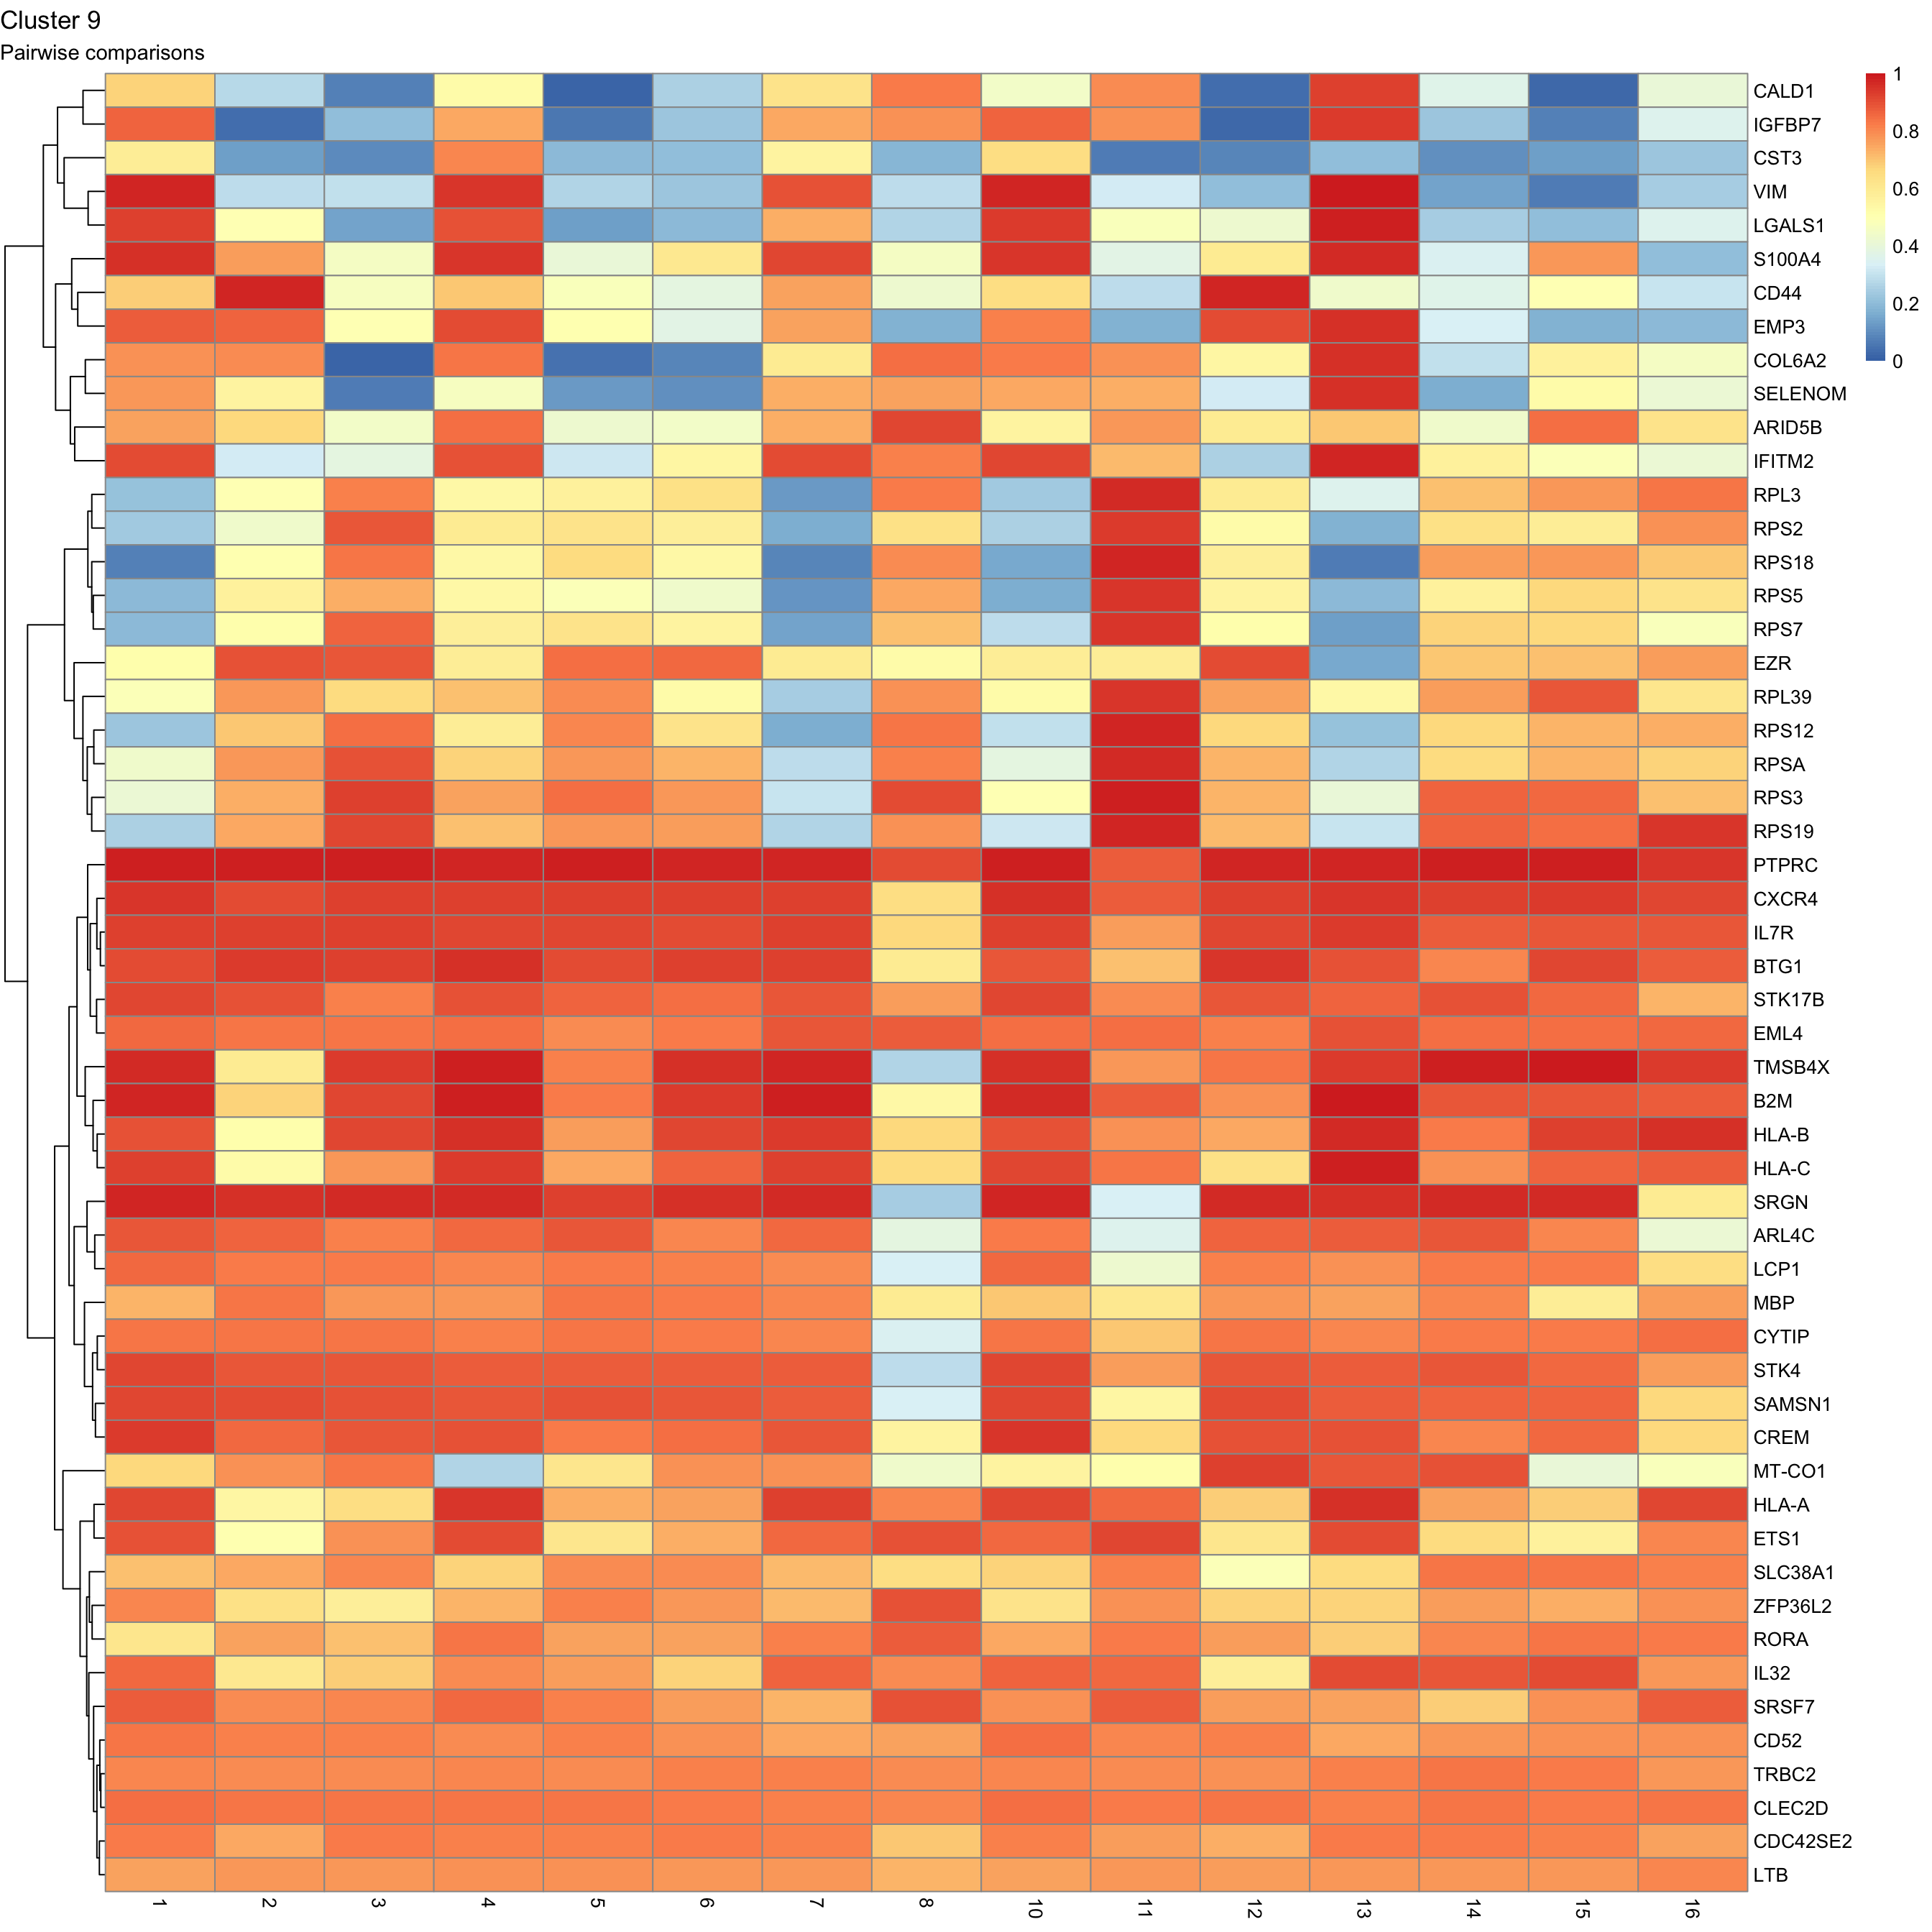 Cluster 9
Pairwise comparisons
CALD1
IGFBP7
CST3
VIM
LGALS1
S100A4
CD44
EMP3
COL6A2
SELENOM
ARID5B
IFITM2
RPL3
RPS2
RPS18
RPS5
RPS7
EZR
RPL39
RPS12
RPSA
RPS3
RPS19
PTPRC
CXCR4
IL7R
BTG1
STK17B
EML4
TMSB4X
B2M
HLA-B
HLA-C
SRGN
ARL4C
LCP1
MBP
CYTIP
STK4
SAMSN1
CREM
MT-CO1
HLA-A
ETS1
SLC38A1
ZFP36L2
RORA
IL32
SRSF7
CD52
TRBC2
CLEC2D
CDC42SE2
LTB
1
0.8
0.6
0.4
0.2
0
1 2 3 4 5 6 7 8 10 11 12 13 14 15 16